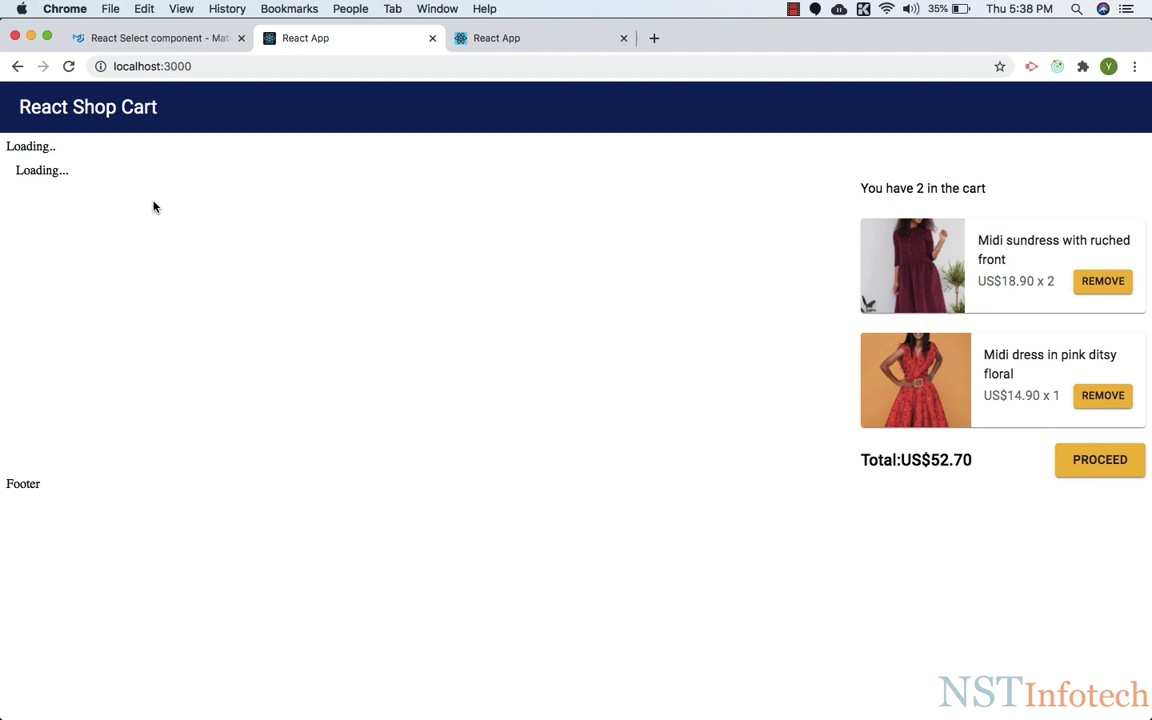 Chrome File Edit View History Bookmarks People Tab Window Help 35% Thu 5:38 PM
React Select component - Mate
React App
React App
localhost:3000
Y
React Shop Cart
Loading..
Loading...
You have 2 in the cart
Midi sundress with ruched
front
US$18.90 x 2 REMOVE
Midi dress in pink ditsy
floral
US$14.90 x 1 REMOVE
Total:US$52.70 PROCEED
Footer
NSTInfotech